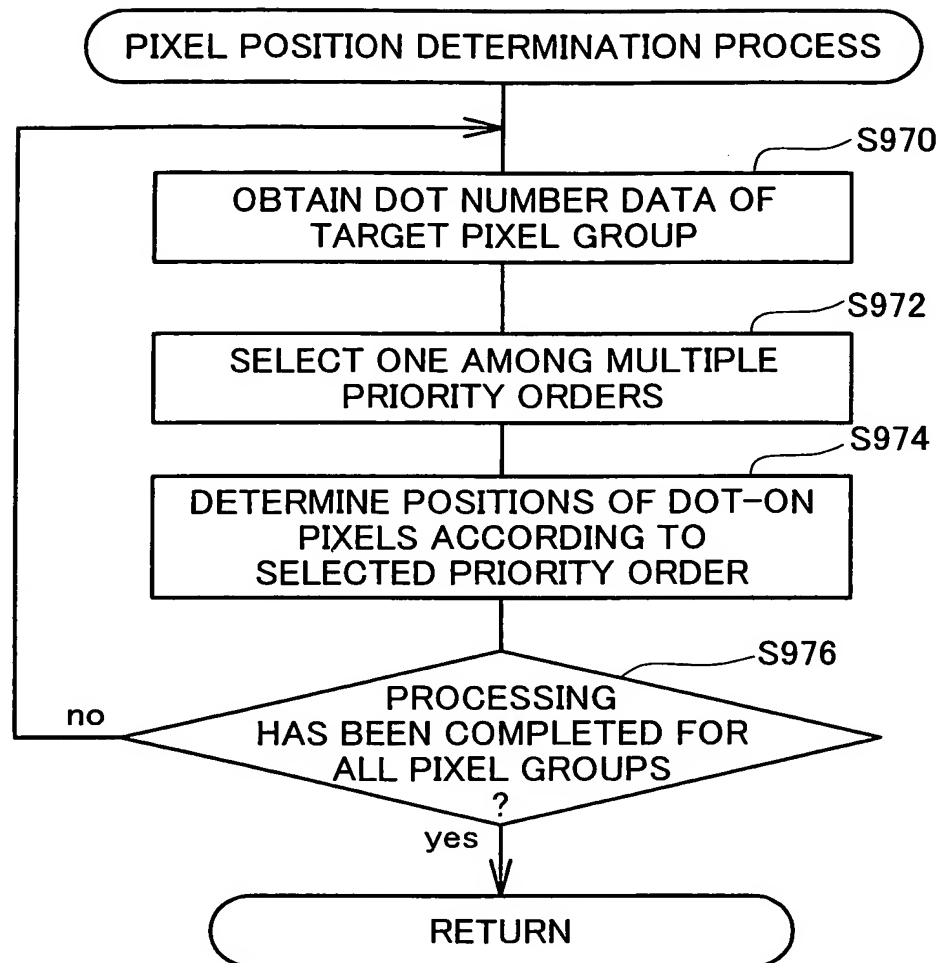 PIXEL POSITION DETERMINATION PROCESS
S970
OBTAIN DOT NUMBER DATA OF
TARGET PIXEL GROUP
S972
SELECT ONE AMONG MULTIPLE
PRIORITY ORDERS
S974
DETERMINE POSITIONS OF DOT-ON
PIXELS ACCORDING TO
SELECTED PRIORITY ORDER
S976
PROCESSING
HAS BEEN COMPLETED FOR
ALL PIXEL GROUPS
?
no
yes
RETURN